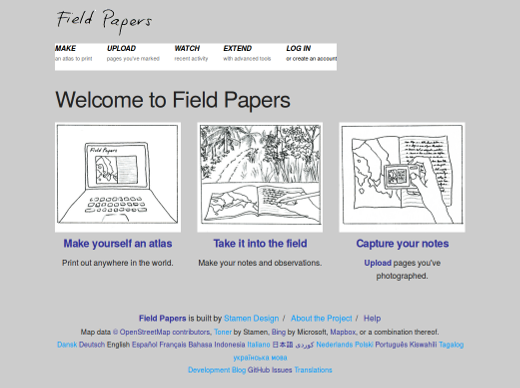 Field Papers
MAKE UPLOAD WATCH EXTEND LOG IN
an atlas to print pages you've marked recent activity with advanced tools or create an account
Welcome to Field Papers
Field Papers
Make yourself an atlas Take it into the field Capture your notes
Print out anywhere in the world. Make your notes and observations. Upload pages you've
photographed.
Field Papers is built by Stamen Design / About the Project / Help
Map data © OpenStreetMap contributors, Toner by Stamen, Bing by Microsoft, Mapbox, or a combination thereof.
Dansk Deutsch English Español Français Bahasa Indonesia Italiano 日本語 كوردی Nederlands Polski Português Kiswahili Tagalog
українська мова
Development Blog GitHub Issues Translations